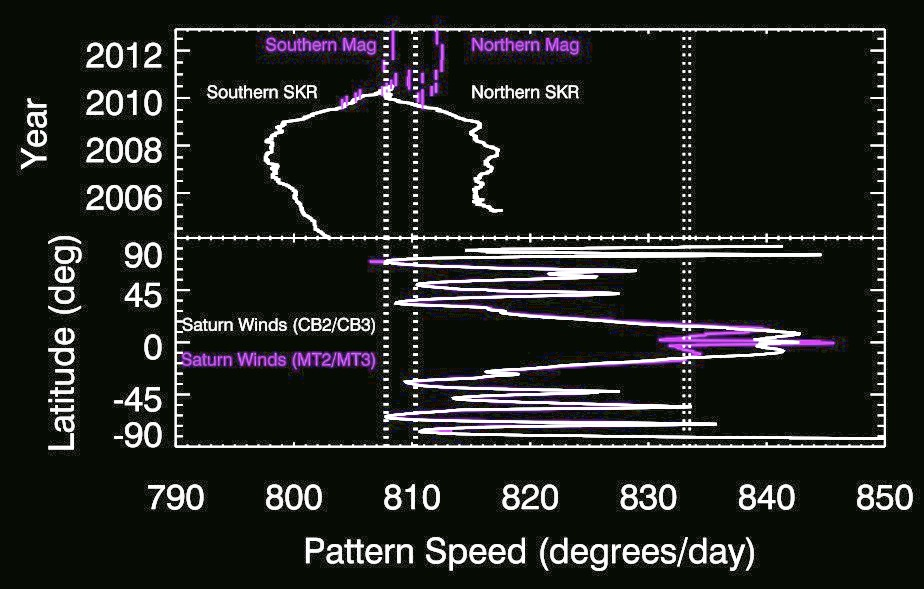 Southern Mag
Northern Mag
Southern SKR
Northern SKR
Year
2012
2010
2008
2006
Latitude (deg)
90
45
0
-45
-90
Saturn Winds (CB2/CB3)
Saturn Winds (MT2/MT3)
790 800 810 820 830 840 850
Pattern Speed (degrees/day)